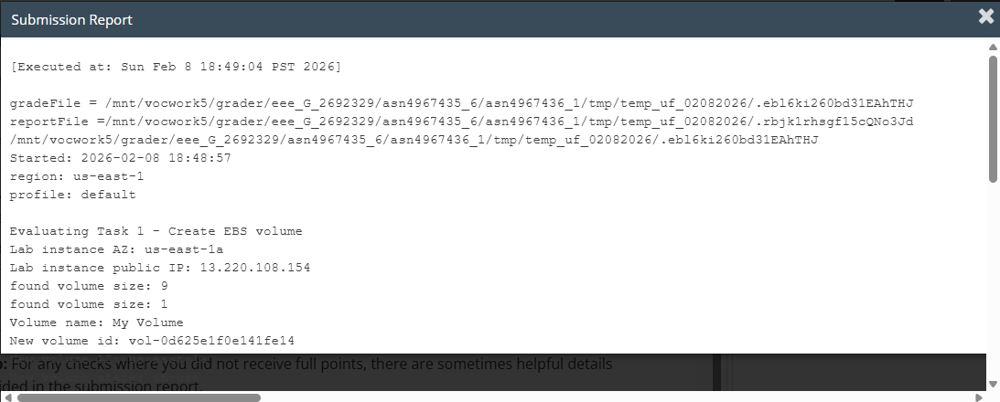 Submission Report
[Executed at: Sun Feb 8 18:49:04 PST 2026]
gradeFile = /mnt/vocwork5/grader/eee_G_2692329/asn4967435_6/asn4967436_1/tmp/temp_uf_02082026/.ebl6ki260bd31EAhTHJ
reportFile =/mnt/vocwork5/grader/eee_G_2692329/asn4967435_6/asn4967436_1/tmp/temp_uf_02082026/.rbjk1rhsgf15cQNo3Jd
/mnt/vocwork5/grader/eee_G_2692329/asn4967435_6/asn4967436_1/tmp/temp_uf_02082026/.ebl6ki260bd31EAhTHJ
Started: 2026-02-08 18:48:57
region: us-east-1
profile: default
Evaluating Task 1 - Create EBS volume
Lab instance AZ: us-east-1a
Lab instance public IP: 13.220.108.154
found volume size: 9
found volume size: 1
Volume name: My Volume
New volume id: vol-0d625e1f0e141fe14
For any checks where you did not receive full points, there are sometimes helpful details
in the submission report.